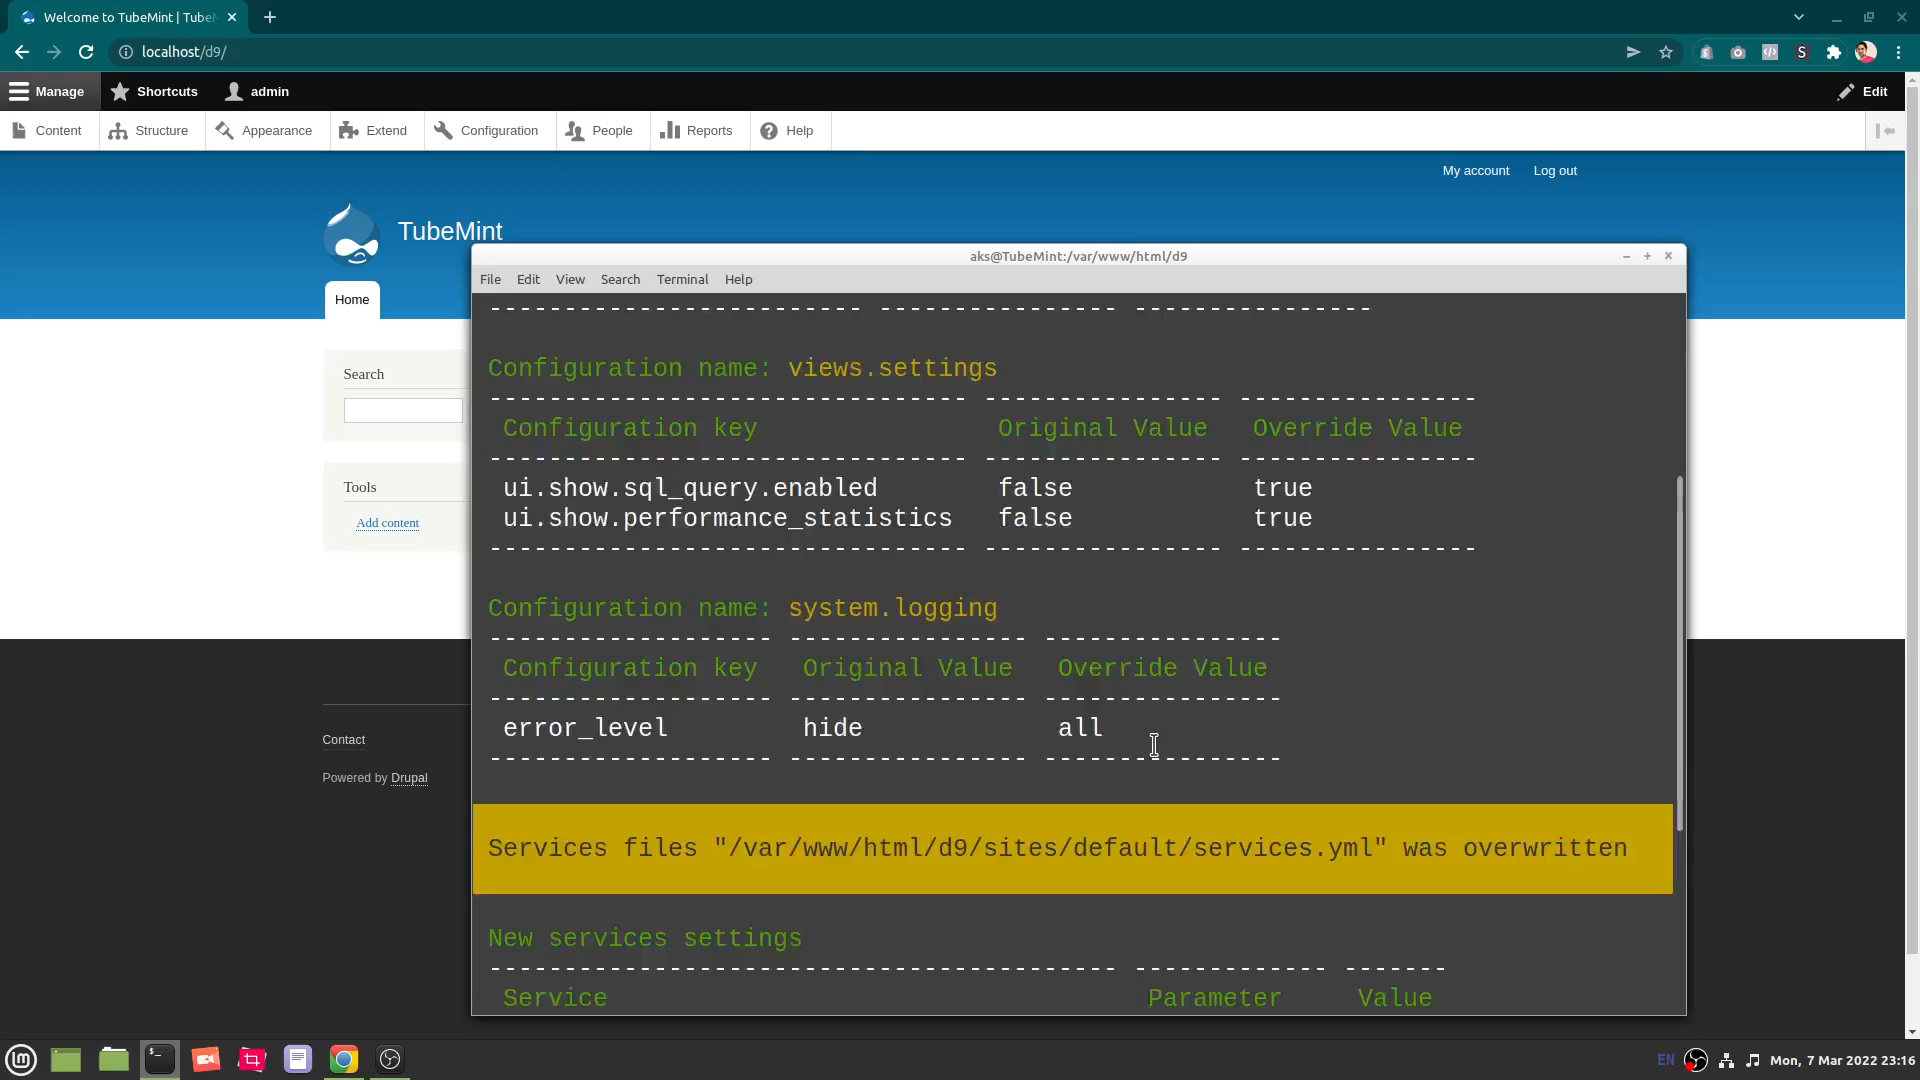 Welcome to TubeMint | TubeM
localhost/d9/
S
Manage
Shortcuts
admin
Edit
Content
Structure
Appearance
Extend
Configuration
People
Reports
Help
My account
Log out
TubeMint
Home
Search
Tools
Add content
Contact
Powered by Drupal
aks@TubeMint:/var/www/html/d9
File Edit View Search Terminal Help
Configuration name: views.settings
Configuration key Original Value Override Value
ui.show.sql_query.enabled false true
ui.show.performance_statistics false true
Configuration name: system.logging
Configuration key Original Value Override Value
error_level hide all
Services files "/var/www/html/d9/sites/default/services.yml" was overwritten
New services settings
Service Parameter Value
EN
Mon, 7 Mar 2022 23:16